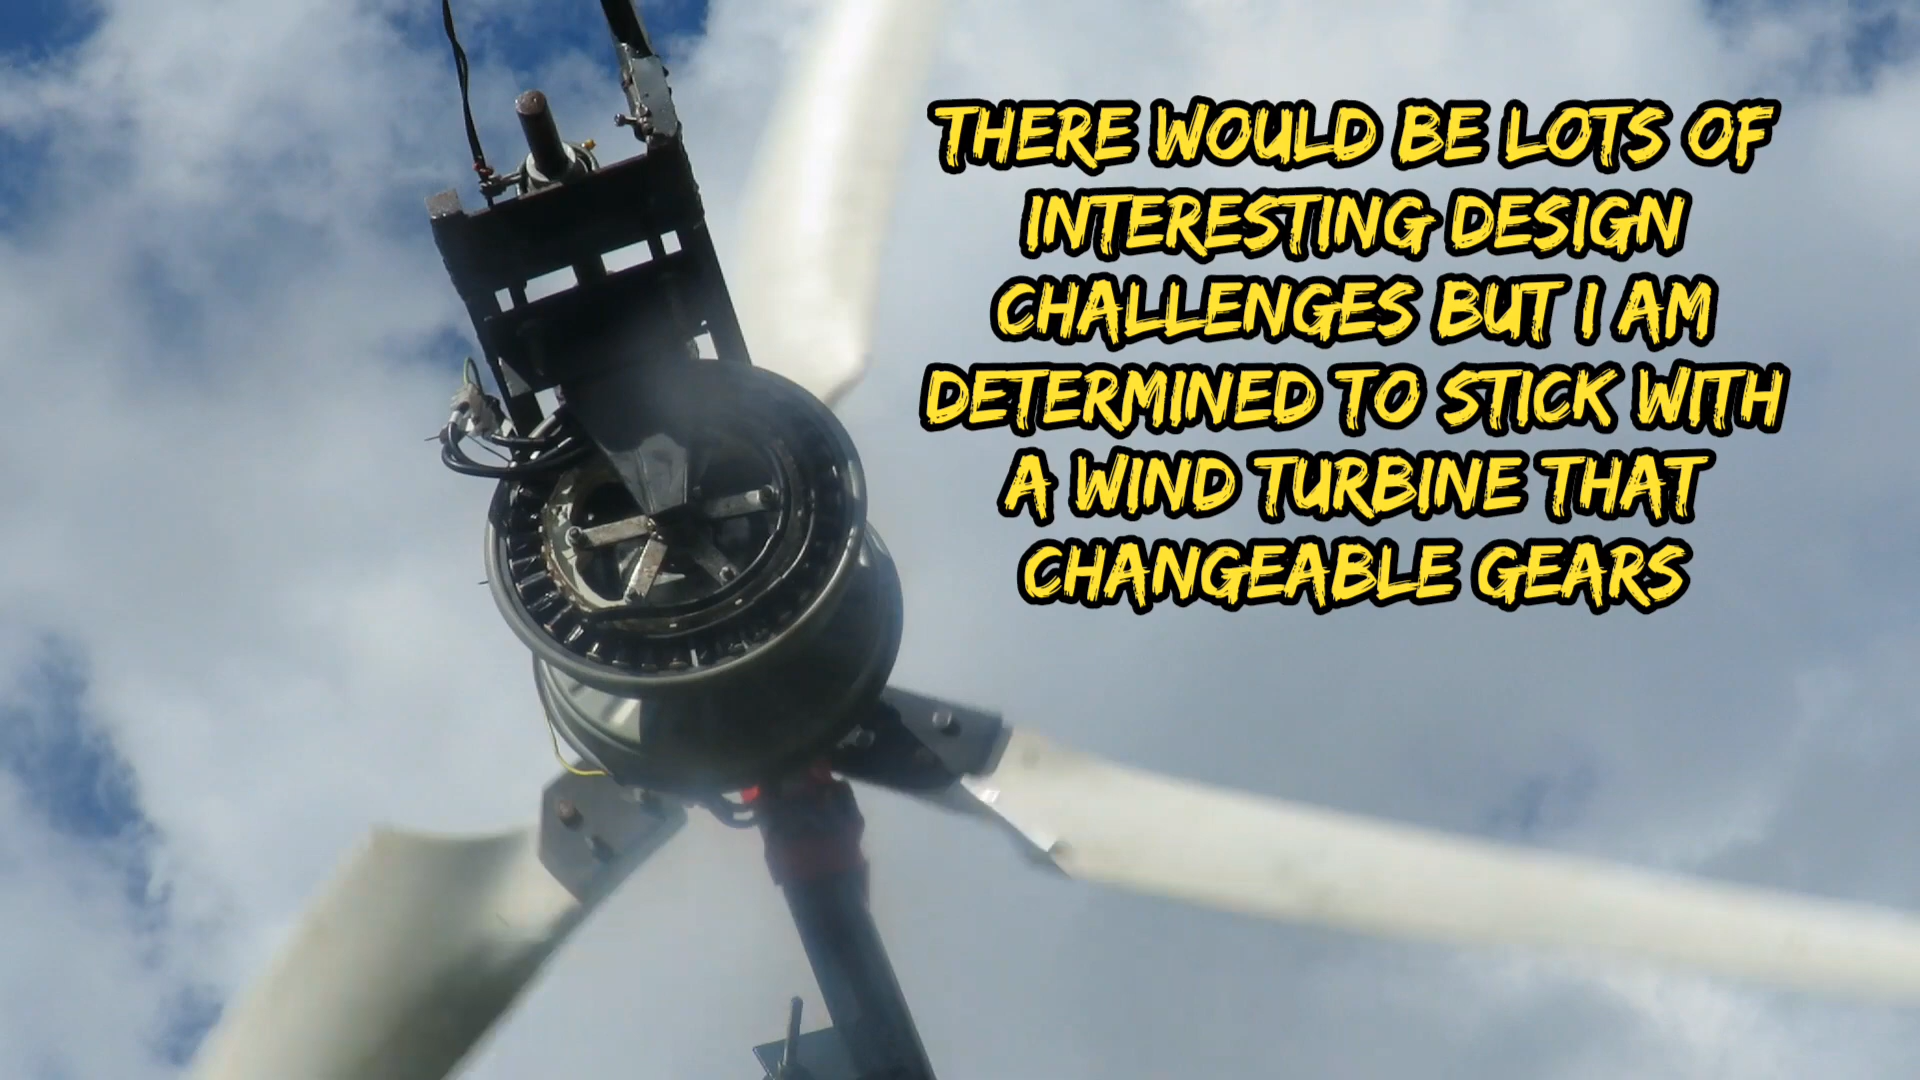 THERE WOULD BE LOTS OF
INTERESTING DESIGN
CHALLENGES BUT I AM
DETERMINED TO STICK WITH
A WIND TURBINE THAT
CHANGEABLE GEARS